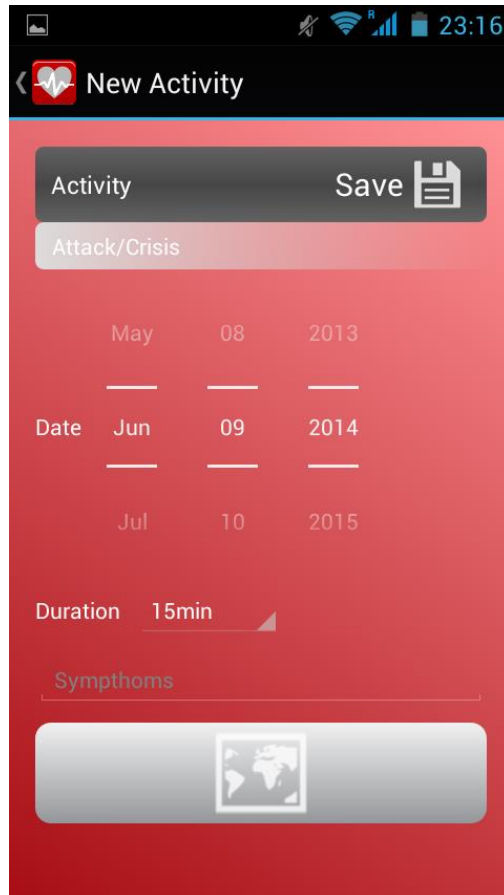 R 23:16
New Activity
Activity Save
Attack/Crisis
May 08 2013
Date Jun 09 2014
Jul 10 2015
Duration 15min
Sympthoms